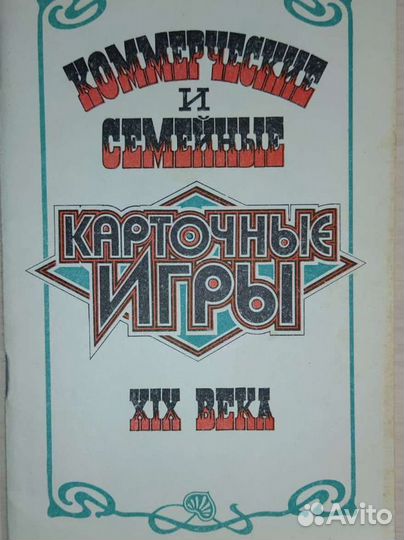 КОММЕРЧЕСКИЕ
И
СЕМЕЙНЫЕ
КАРТОЧНЫЕ
ИГРЫ
XIX ВЕКА
Avito